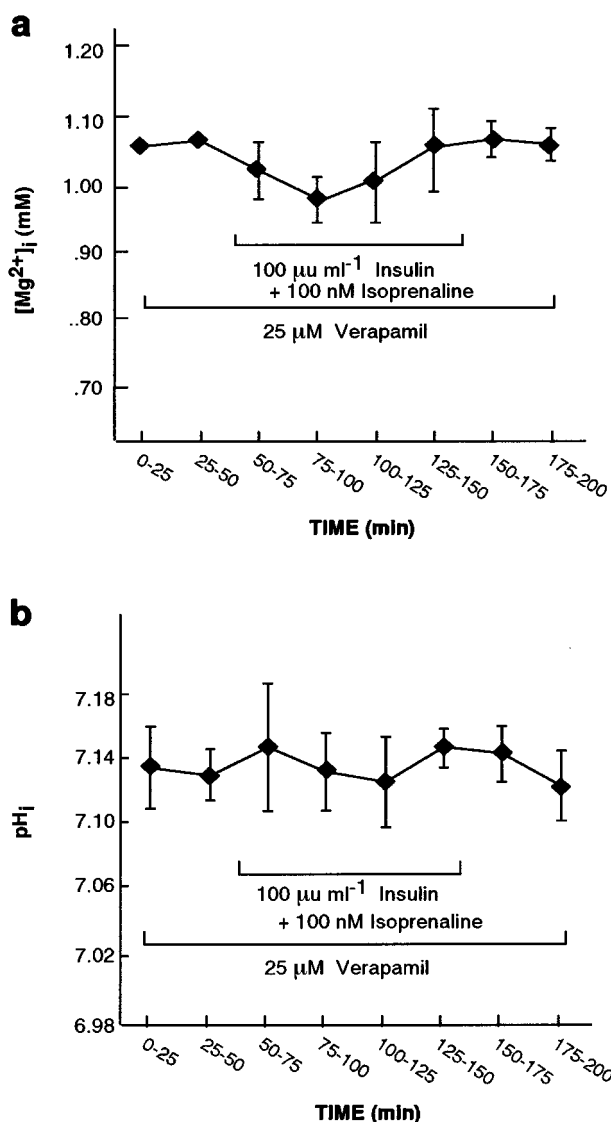 a
1.20
1.10
1.00
.90
..80
.70
[Mg2+]i (mM)
100 µu ml-1 Insulin
+ 100 nM Isoprenaline
25 µM Verapamil
0-25
25-50
50-75
75-100
100-125
125-150
150-175
175-200
TIME (min)
b
7.18
7.14
7.10
7.06
7.02
6.98
pHi
100 µu ml-1 Insulin
+ 100 nM Isoprenaline
25 µM Verapamil
0-25
25-50
50-75
75-100
100-125
125-150
150-175
175-200
TIME (min)